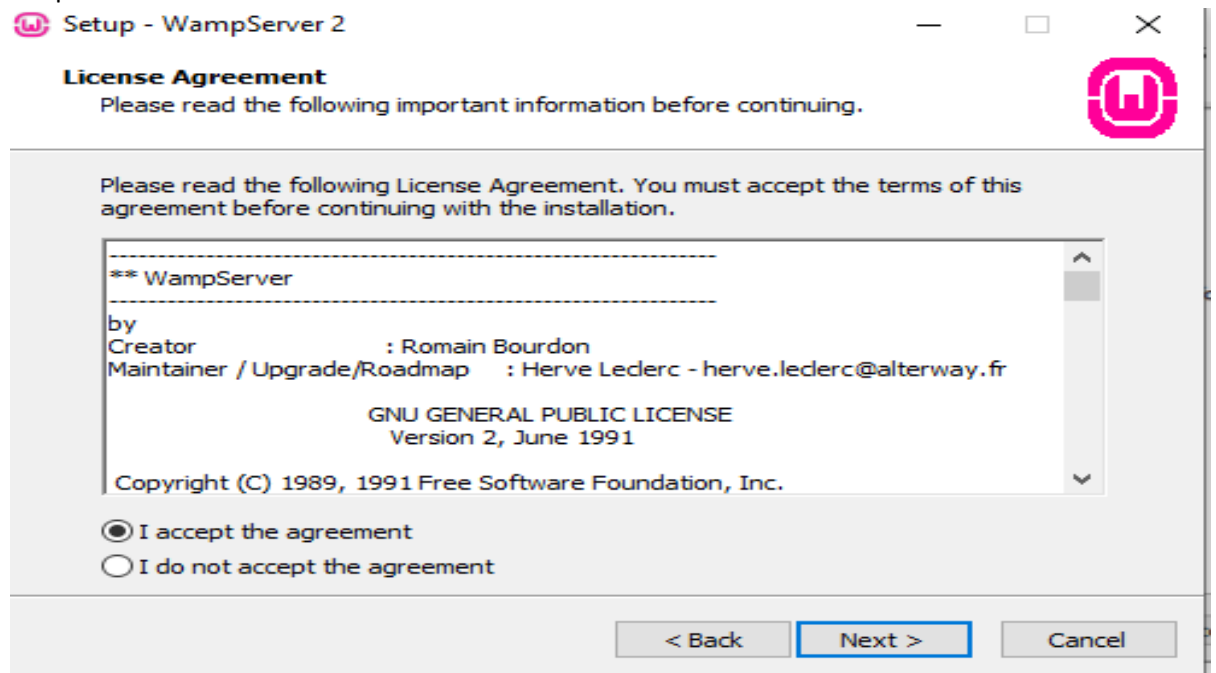 Setup - WampServer 2
License Agreement
Please read the following important information before continuing.
Please read the following License Agreement. You must accept the terms of this
agreement before continuing with the installation.
------------------------------------------------------------
** WampServer
------------------------------------------------------------
by
Creator : Romain Bourdon
Maintainer / Upgrade/Roadmap : Herve Leclerc - herve.leclerc@alterway.fr
GNU GENERAL PUBLIC LICENSE
Version 2, June 1991
Copyright (C) 1989, 1991 Free Software Foundation, Inc.
I accept the agreement
I do not accept the agreement
< Back Next > Cancel